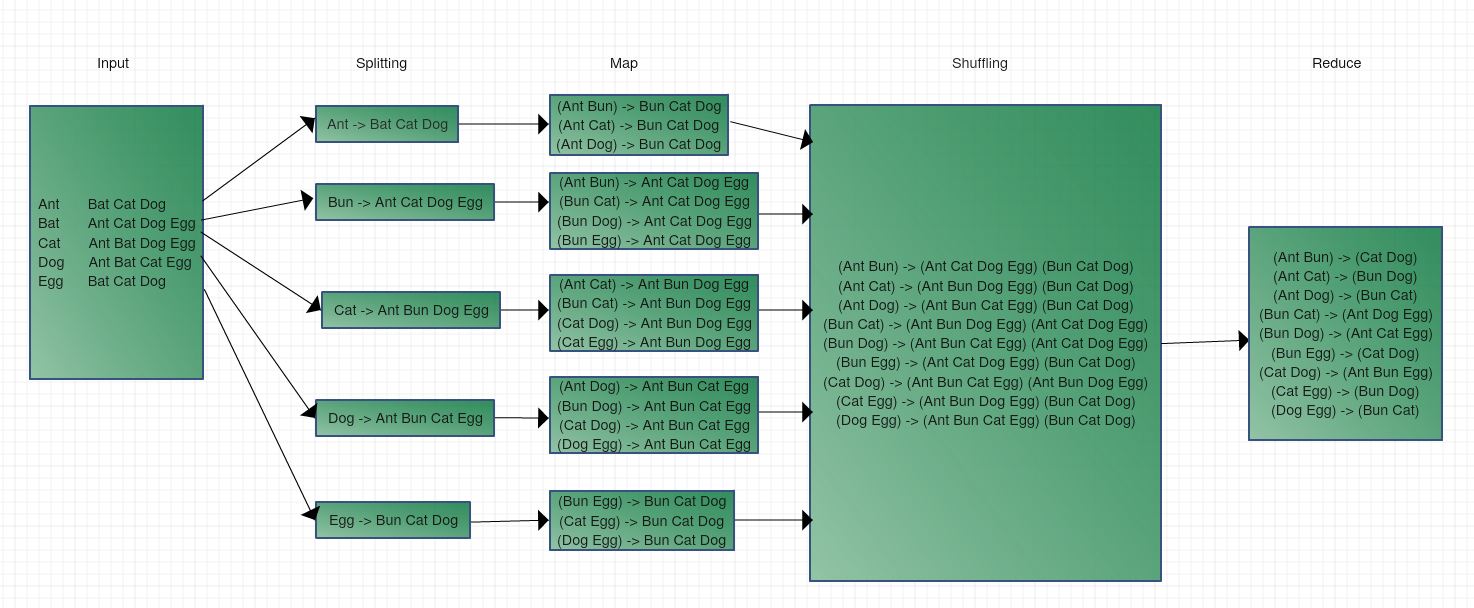 Input
Splitting
Map
Shuffling
Reduce
Ant Bat Cat Dog
Bat Ant Cat Dog Egg
Cat Ant Bat Dog Egg
Dog Ant Bat Cat Egg
Egg Bat Cat Dog
Ant -> Bat Cat Dog
Bun -> Ant Cat Dog Egg
Cat -> Ant Bun Dog Egg
Dog -> Ant Bun Cat Egg
Egg -> Bun Cat Dog
(Ant Bun) -> Bun Cat Dog
(Ant Cat) -> Bun Cat Dog
(Ant Dog) -> Bun Cat Dog
(Ant Bun) -> Ant Cat Dog Egg
(Bun Cat) -> Ant Cat Dog Egg
(Bun Dog) -> Ant Cat Dog Egg
(Bun Egg) -> Ant Cat Dog Egg
(Ant Cat) -> Ant Bun Dog Egg
(Bun Cat) -> Ant Bun Dog Egg
(Cat Dog) -> Ant Bun Dog Egg
(Cat Egg) -> Ant Bun Dog Egg
(Ant Dog) -> Ant Bun Cat Egg
(Bun Dog) -> Ant Bun Cat Egg
(Cat Dog) -> Ant Bun Cat Egg
(Dog Egg) -> Ant Bun Cat Egg
(Bun Egg) -> Bun Cat Dog
(Cat Egg) -> Bun Cat Dog
(Dog Egg) -> Bun Cat Dog
(Ant Bun) -> (Ant Cat Dog Egg) (Bun Cat Dog)
(Ant Cat) -> (Ant Bun Dog Egg) (Bun Cat Dog)
(Ant Dog) -> (Ant Bun Cat Egg) (Bun Cat Dog)
(Bun Cat) -> (Ant Bun Dog Egg) (Ant Cat Dog Egg)
(Bun Dog) -> (Ant Bun Cat Egg) (Ant Cat Dog Egg)
(Bun Egg) -> (Ant Cat Dog Egg) (Bun Cat Dog)
(Cat Dog) -> (Ant Bun Cat Egg) (Ant Bun Dog Egg)
(Cat Egg) -> (Ant Bun Dog Egg) (Bun Cat Dog)
(Dog Egg) -> (Ant Bun Cat Egg) (Bun Cat Dog)
(Ant Bun) -> (Cat Dog)
(Ant Cat) -> (Bun Dog)
(Ant Dog) -> (Bun Cat)
(Bun Cat) -> (Ant Dog Egg)
(Bun Dog) -> (Ant Cat Egg)
(Bun Egg) -> (Cat Dog)
(Cat Dog) -> (Ant Bun Egg)
(Cat Egg) -> (Bun Dog)
(Dog Egg) -> (Bun Cat)